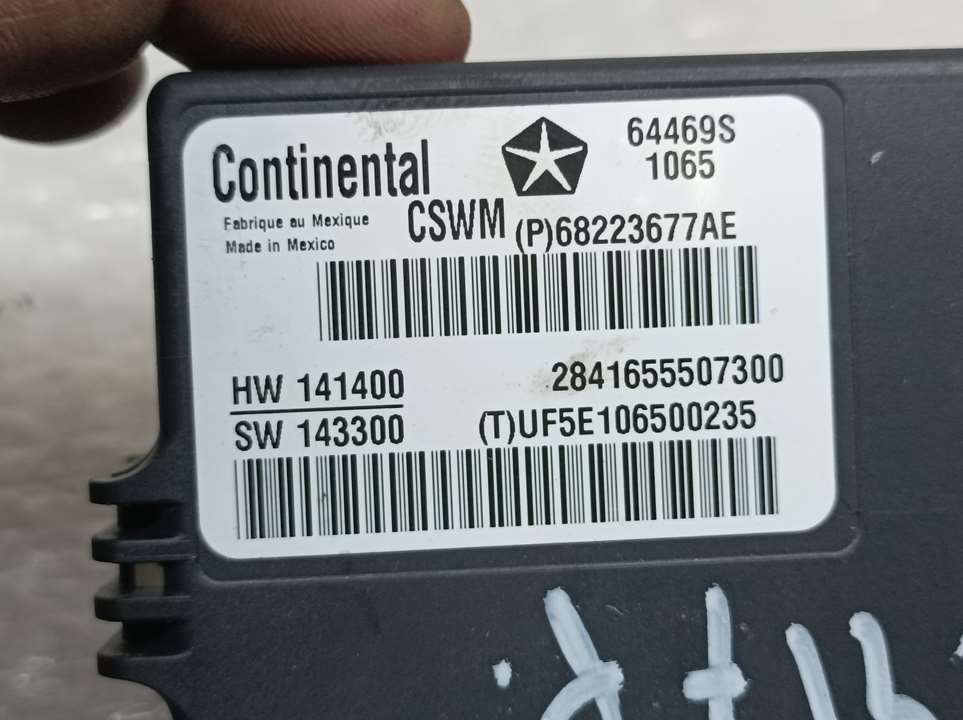 Continental
64469S
1065
Fabrique au Mexique
Made in Mexico
CSWM (P)68223677AE
HW 141400
2841655507300
SW 143300
(T)UF5E106500235